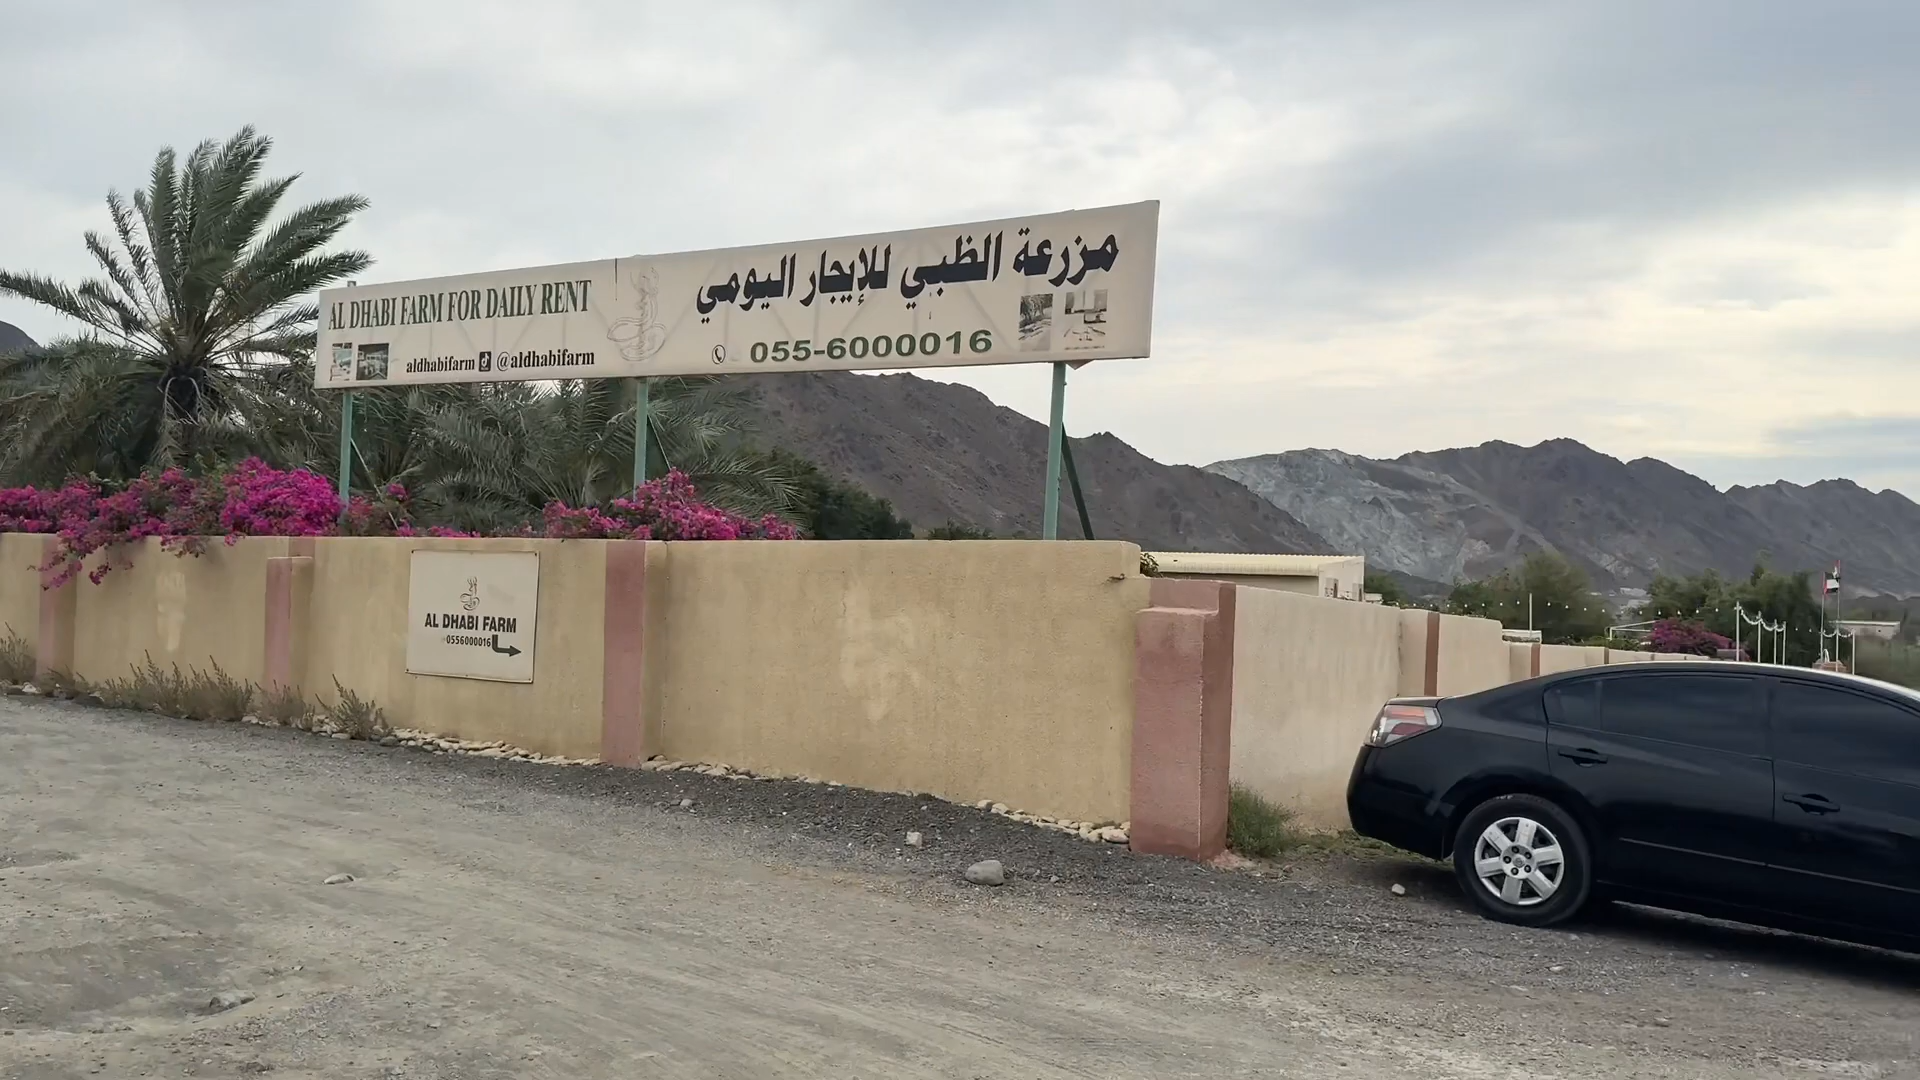 AL DHABI FARM FOR DAILY RENT
aldhabifarm @aldhabifarm
مزرعة الظبي للإيجار اليومي
055-6000016
AL DHABI FARM
0556000016